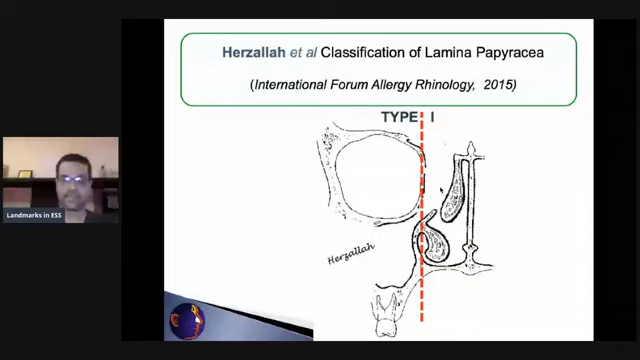 Herzallah et al Classification of Lamina Papyracea
(International Forum Allergy Rhinology, 2015)
TYPE I
Herzallah
Landmarks in ESS